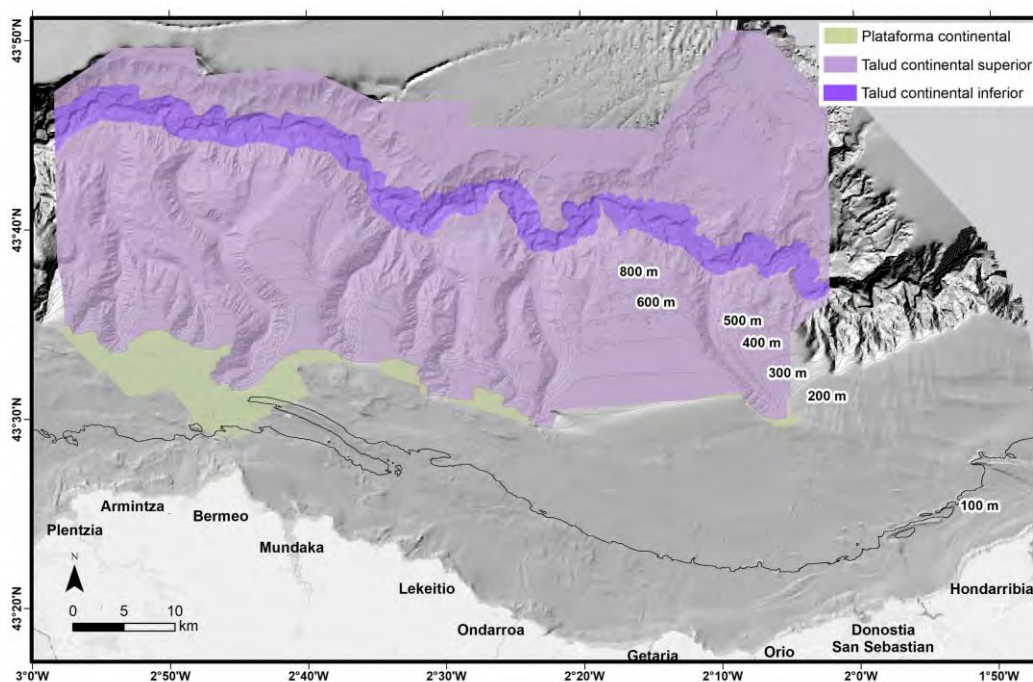 Plataforma continental
Talud continental superior
Talud continental inferior
43°50'N
43°40'N
43°30'N
43°20'N
800 m
600 m
500 m
400 m
300 m
200 m
100 m
Armintza
Plentzia
Bermeo
Mundaka
Lekeitio
Ondarroa
Getaria
Orio
Donostia
San Sebastian
Hondarribia
N
0 5 10
km
3°0'W 2°50'W 2°40'W 2°30'W 2°20'W 2°10'W 2°0'W 1°50'W